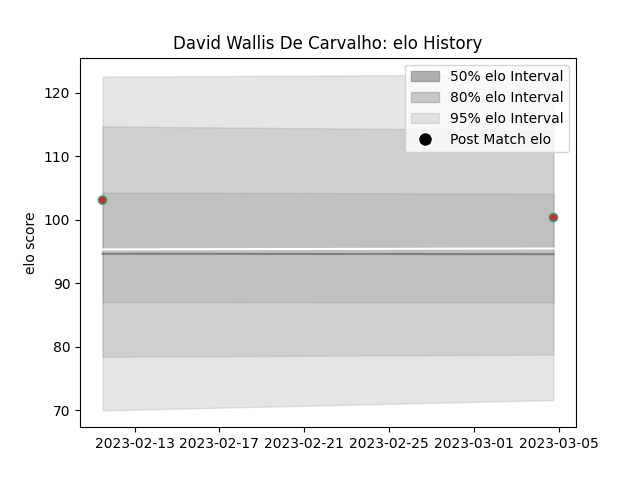 David Wallis De Carvalho: elo History
120
110
100
90
80
70
elo score
50% elo Interval
80% elo Interval
95% elo Interval
Post Match elo
2023-02-13 2023-02-17 2023-02-21 2023-02-25 2023-03-01 2023-03-05